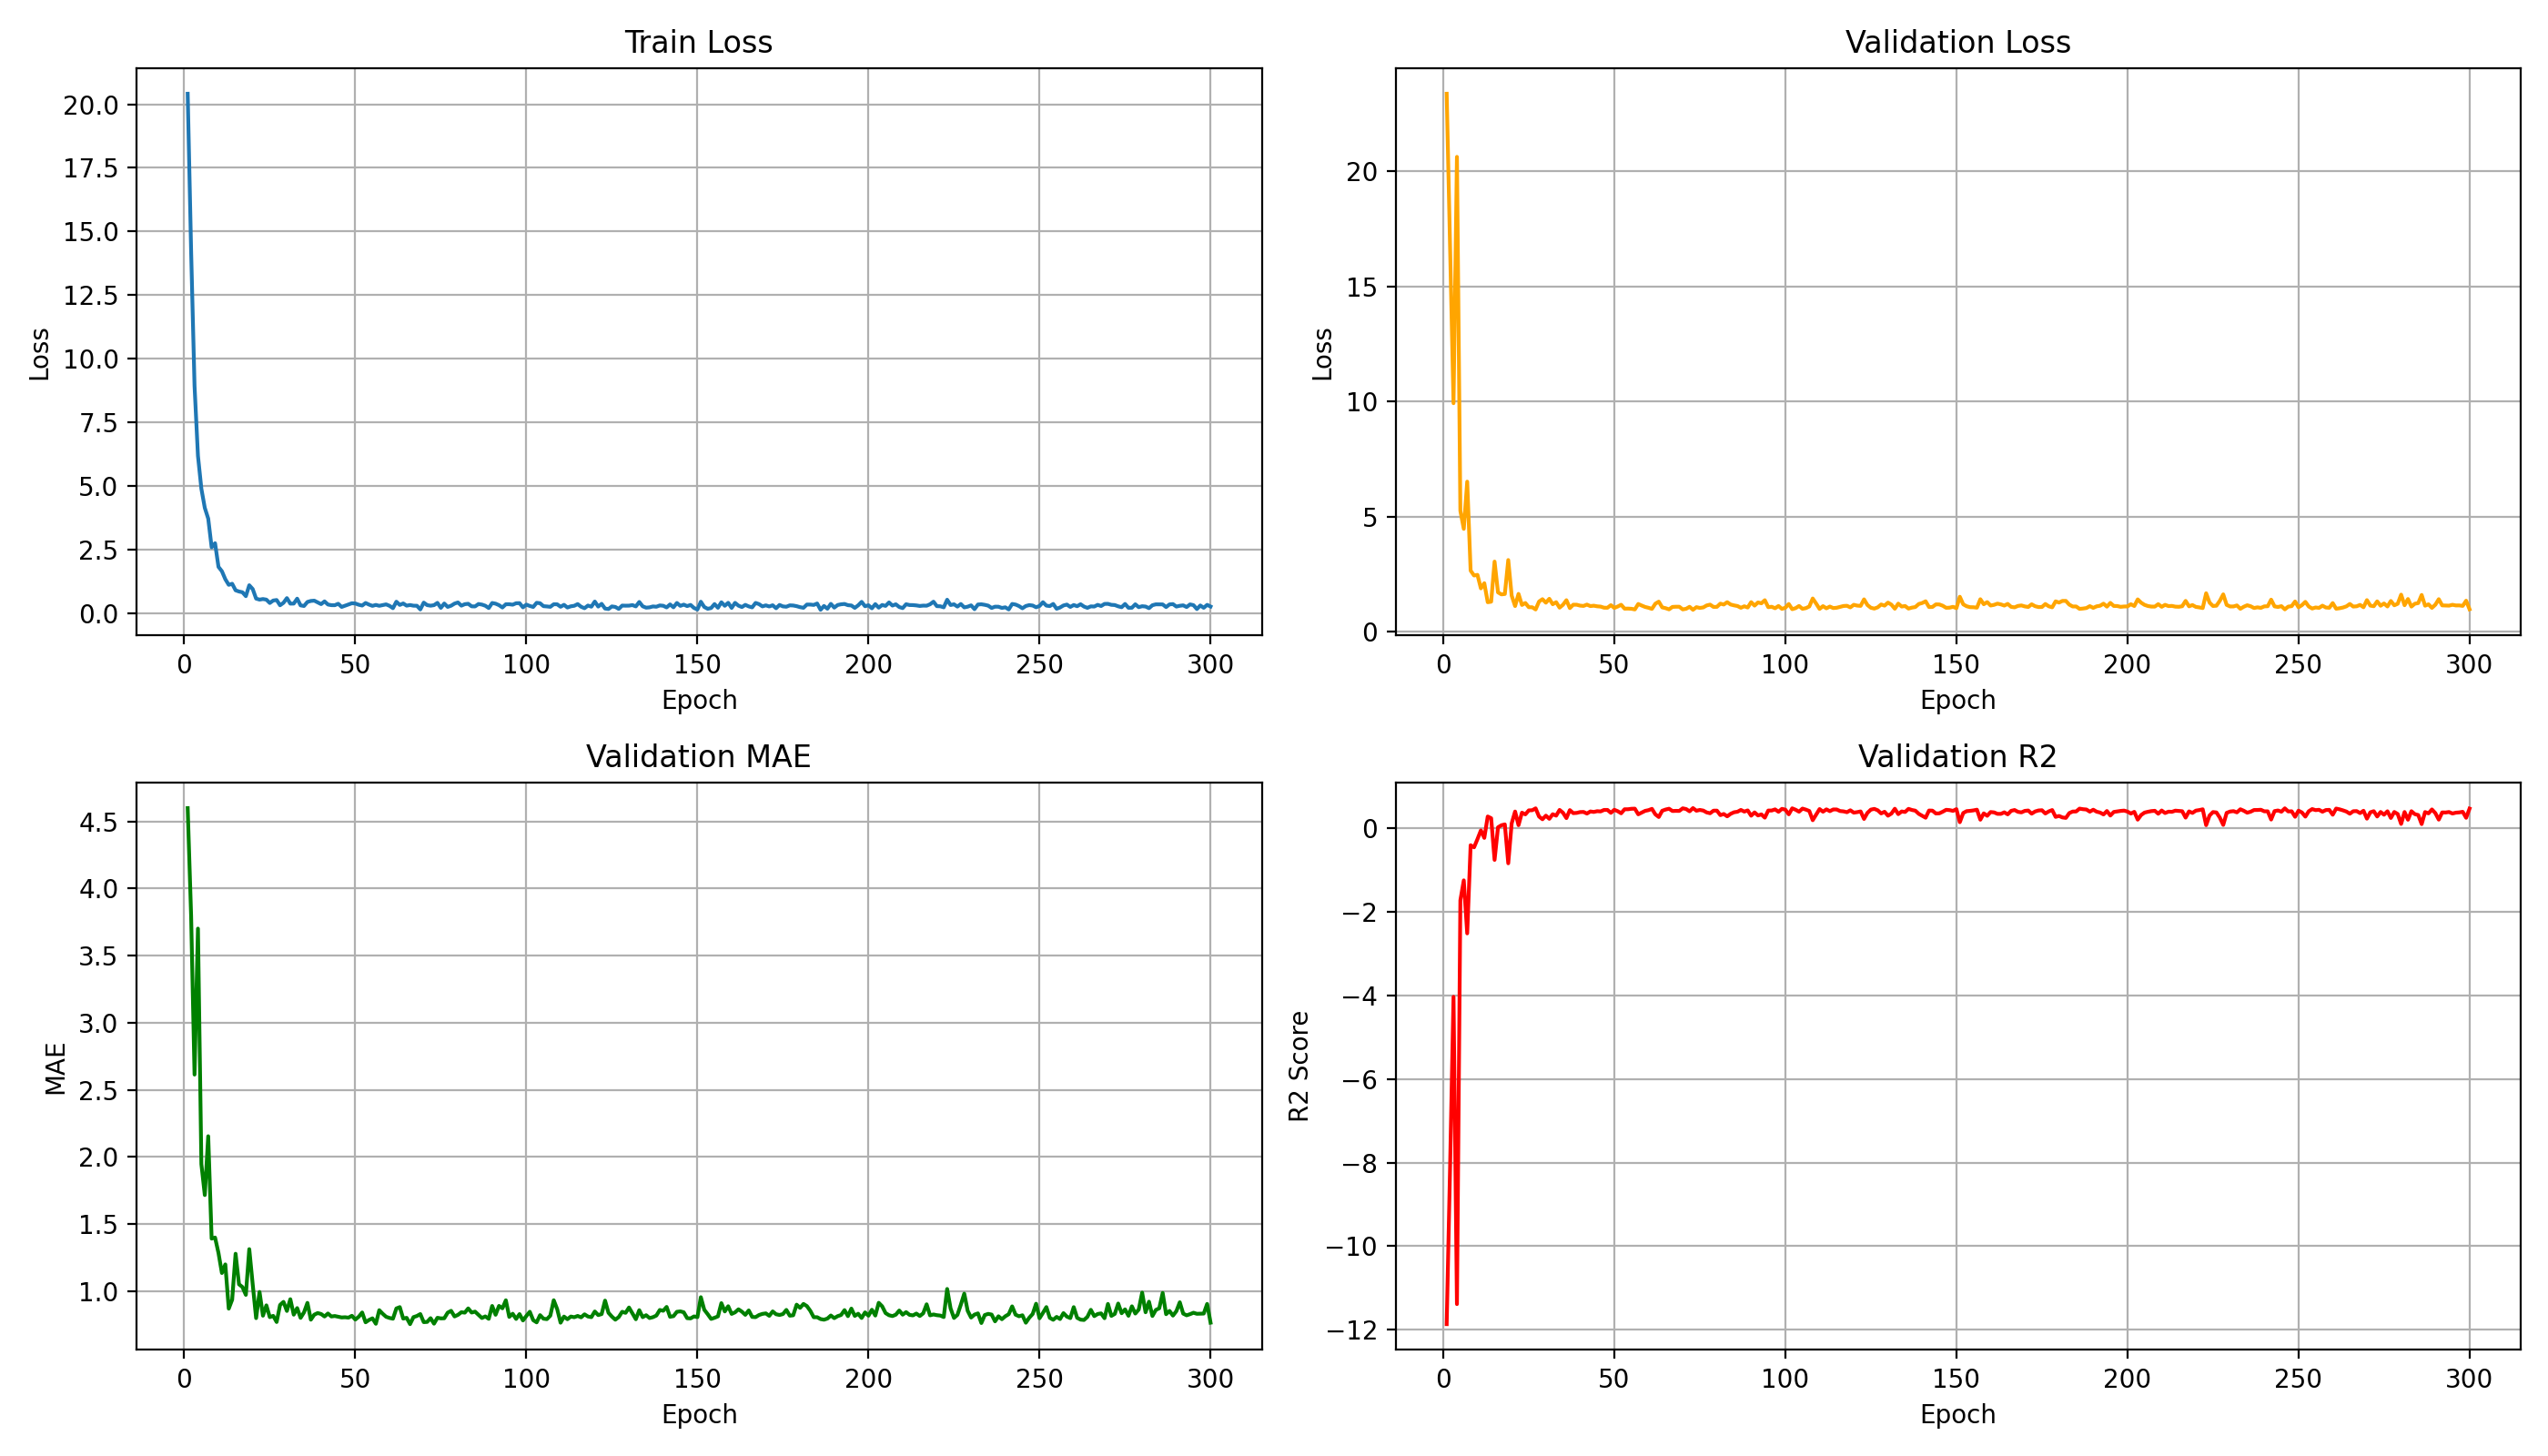 Train Loss
20.0
17.5
15.0
12.5
10.0
7.5
5.0
2.5
0.0
Loss
0 50 100 150 200 250 300
Epoch
Validation Loss
20
15
10
5
0
Loss
0 50 100 150 200 250 300
Epoch
Validation MAE
4.5
4.0
3.5
3.0
2.5
2.0
1.5
1.0
MAE
0 50 100 150 200 250 300
Epoch
Validation R2
0
−2
−4
−6
−8
−10
−12
R2 Score
0 50 100 150 200 250 300
Epoch